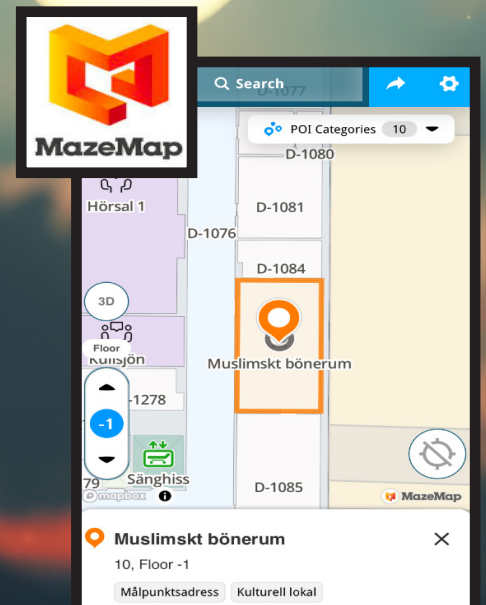 MazeMap
Search
D-1077
POI Categories 10
D-1080
Hörsal 1
D-1081
D-1076
D-1084
3D
Floor
Kullsjön
Muslimskt bönerum
-1278
-1
Sänghiss
79
D-1085
mapbox
MazeMap
Muslimskt bönerum
10, Floor -1
Målpunktsadress Kulturell lokal